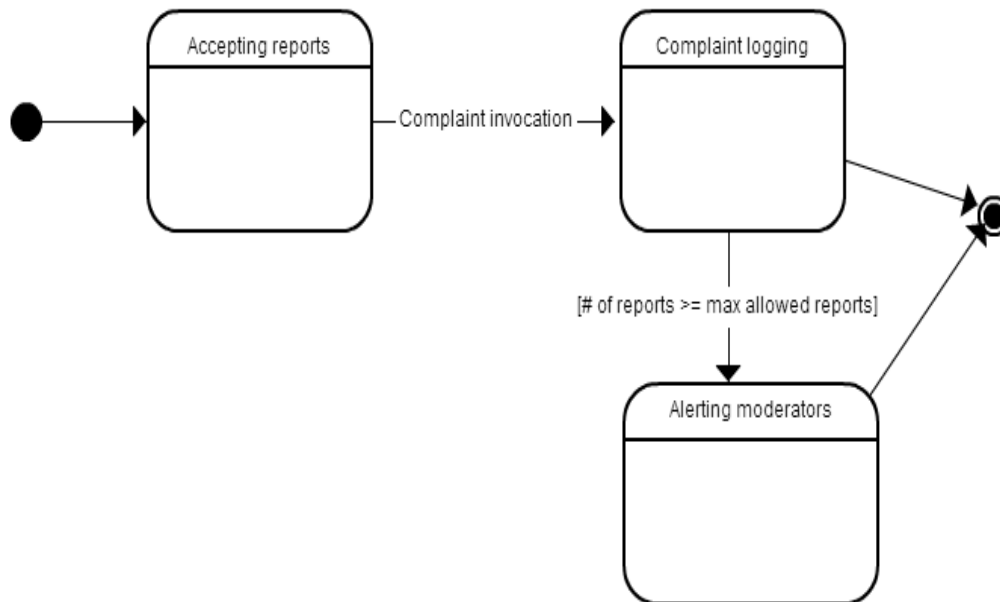 Accepting reports
Complaint logging
Complaint invocation
[# of reports >= max allowed reports]
Alerting moderators